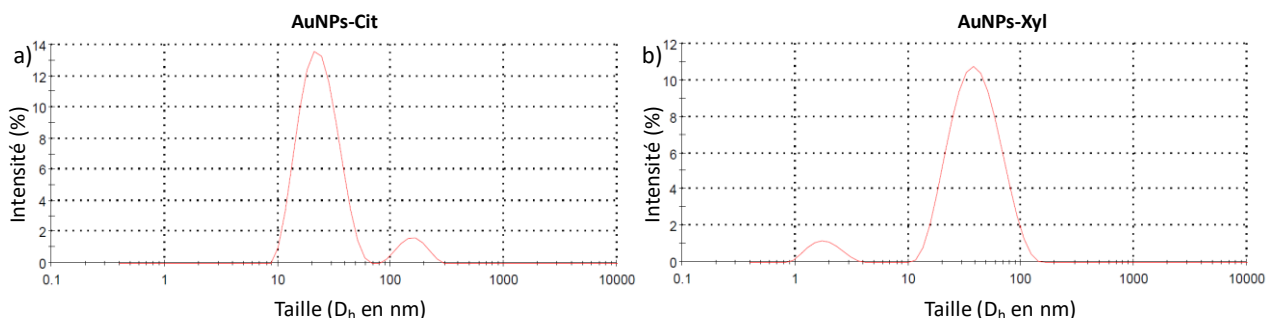 AuNPs-Cit
a)
14
12
10
8
6
4
2
0
Intensité (%)
0.1 1 10 100 1000 10000
Taille (Dₕ en nm)
AuNPs-Xyl
b)
12
10
8
6
4
2
0
Intensité (%)
0.1 1 10 100 1000 10000
Taille (Dₕ en nm)